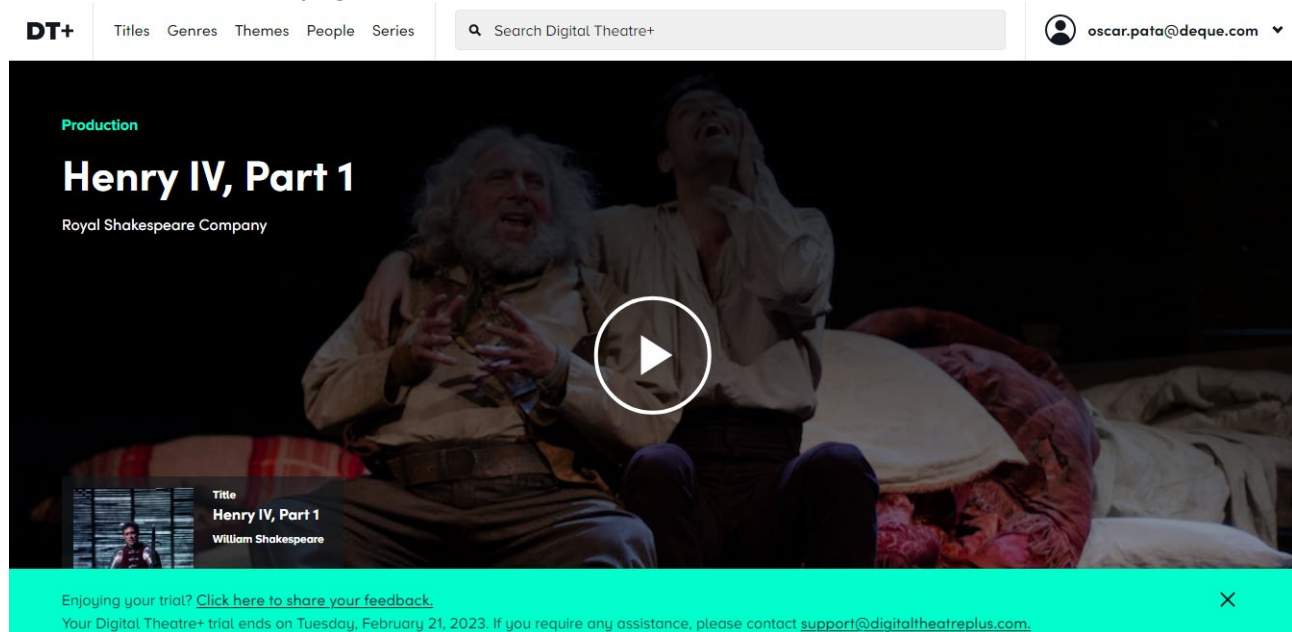 DT+ Titles Genres Themes People Series Search Digital Theatre+ oscar.pata@deque.com
Production
Henry IV, Part 1
Royal Shakespeare Company
Title
Henry IV, Part 1
William Shakespeare
Enjoying your trial? Click here to share your feedback.
Your Digital Theatre+ trial ends on Tuesday, February 21, 2023. If you require any assistance, please contact support@digitaltheatreplus.com.